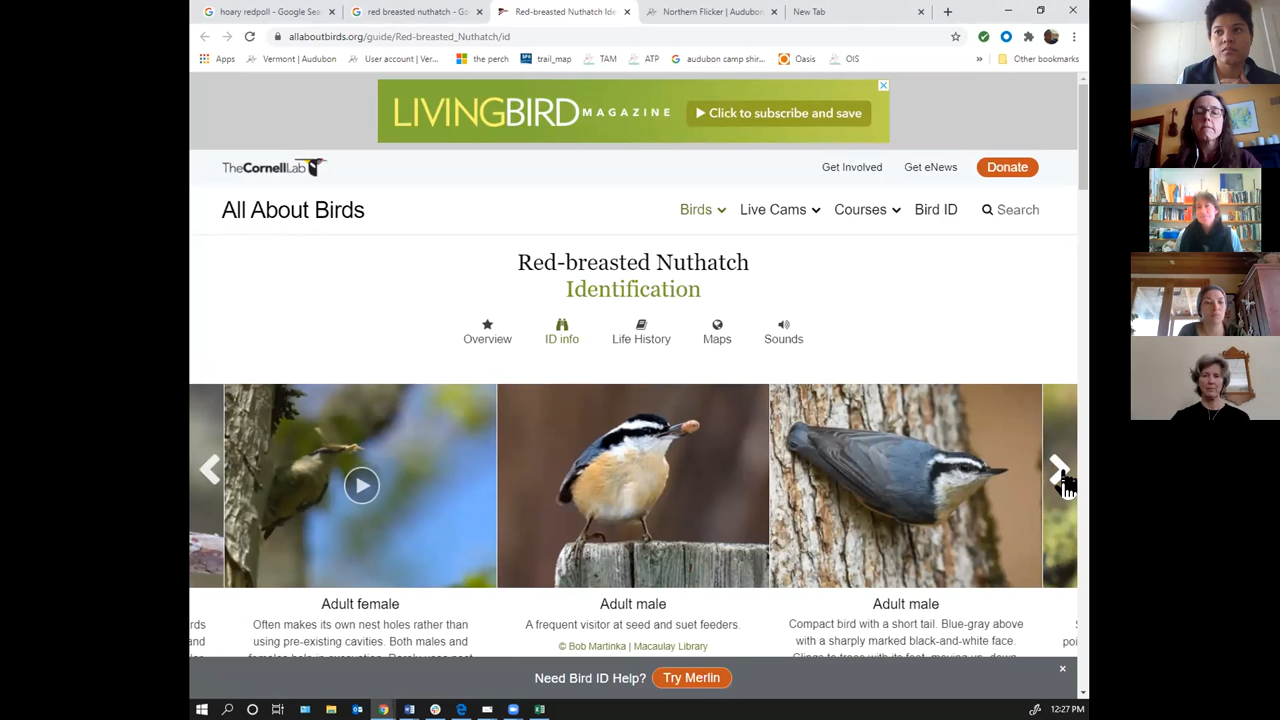 hoary redpoll - Google Sea
red breasted nuthatch - Go
Red-breasted Nuthatch Ide
Northern Flicker | Audubon
New Tab
allaboutbirds.org/guide/Red-breasted_Nuthatch/id
Apps
Vermont | Audubon
User account | Ver...
the perch
trail_map
TAM
ATP
audubon camp shir...
Oasis
OIS
»
Other bookmarks
LIVINGBIRD MAGAZINE
Click to subscribe and save
TheCornellLab
Get Involved
Get eNews
Donate
All About Birds
Birds
Live Cams
Courses
Bird ID
Search
Red-breasted Nuthatch
Identification
Overview
ID info
Life History
Maps
Sounds
Adult female
Adult male
Adult male
Often makes its own nest holes rather than
using pre-existing cavities. Both males and
A frequent visitor at seed and suet feeders.
© Bob Martinka | Macaulay Library
Compact bird with a short tail. Blue-gray above
with a sharply marked black-and-white face.
Need Bird ID Help?
Try Merlin
12:27 PM